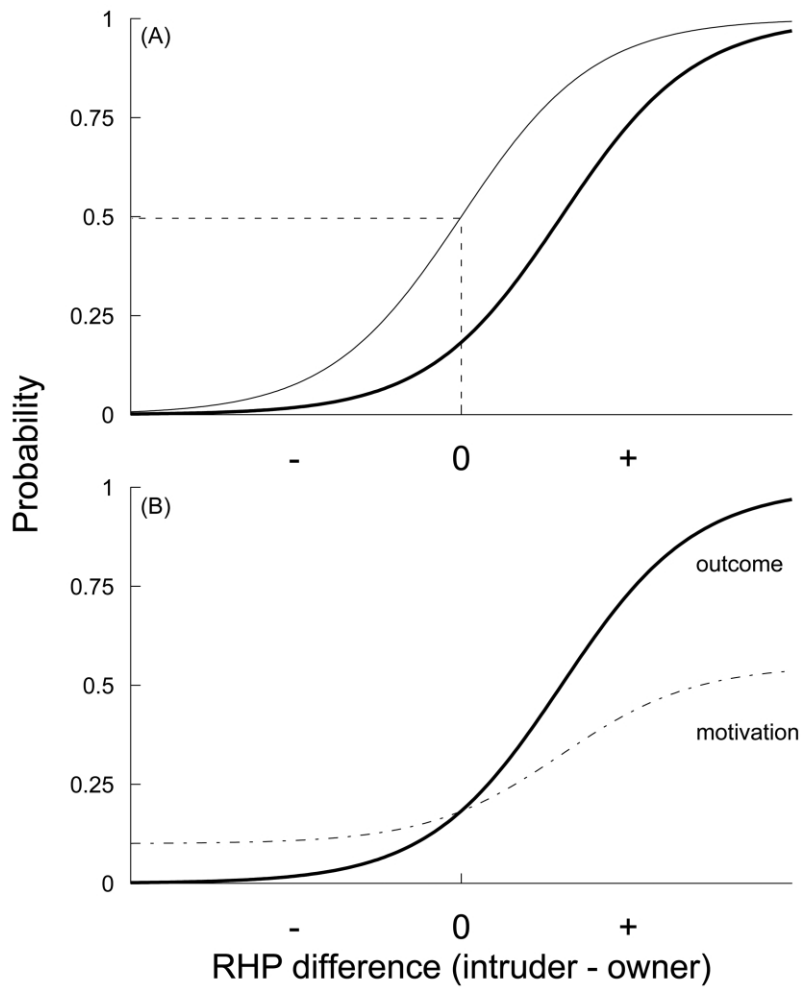 (A)
1
0.75
0.5
0.25
0
- 0 +
Probability
(B)
1
0.75
0.5
0.25
0
outcome
motivation
- 0 +
RHP difference (intruder - owner)